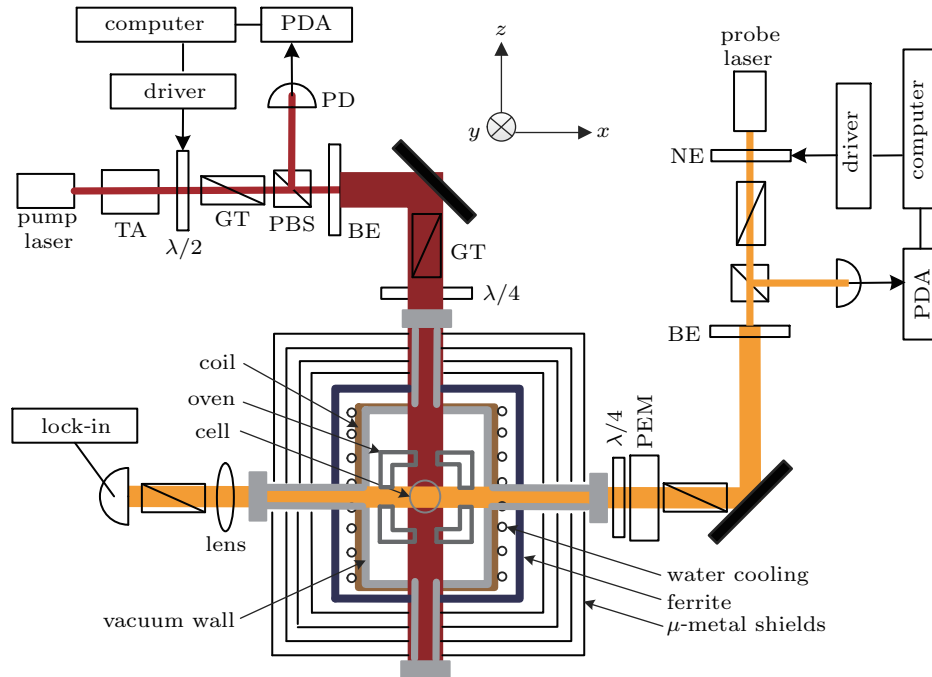 computer
PDA
driver
PD
z
y
x
probe
laser
NE
driver
computer
PDA
pump
laser
TA
λ/2
GT
PBS
BE
GT
λ/4
BE
coil
oven
cell
lock-in
lens
λ/4
PEM
vacuum wall
water cooling
ferrite
μ-metal shields